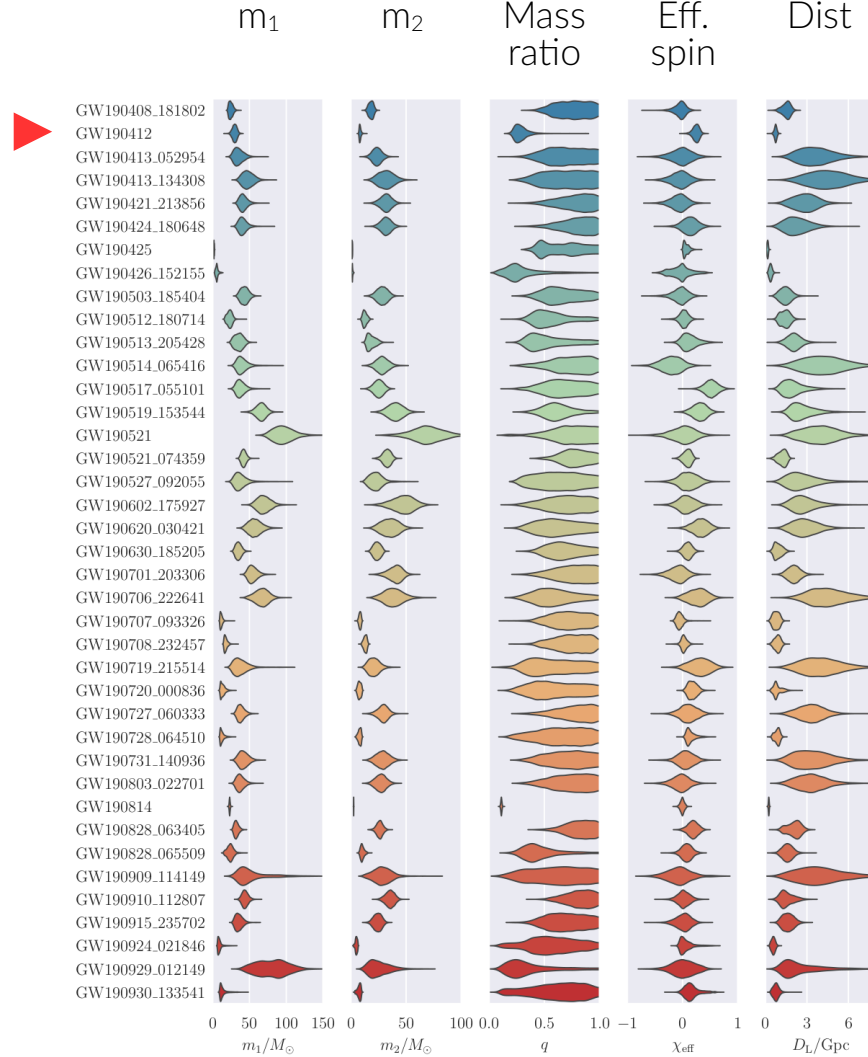 m₁ m₂ Mass ratio Eff. spin Dist
GW190408_181802
GW190412
GW190413_052954
GW190413_134308
GW190421_213856
GW190424_180648
GW190425
GW190426_152155
GW190503_185404
GW190512_180714
GW190513_205428
GW190514_065416
GW190517_055101
GW190519_153544
GW190521
GW190521_074359
GW190527_092055
GW190602_175927
GW190620_030421
GW190630_185205
GW190701_203306
GW190706_222641
GW190707_093326
GW190708_232457
GW190719_215514
GW190720_000836
GW190727_060333
GW190728_064510
GW190731_140936
GW190803_022701
GW190814
GW190828_063405
GW190828_065509
GW190909_114149
GW190910_112807
GW190915_235702
GW190924_021846
GW190929_012149
GW190930_133541
0 50 100 150 0 50 100 0.0 0.5 1.0 −1 0 1 0 3 6
m₁/M☉ m₂/M☉ q χeff DL/Gpc